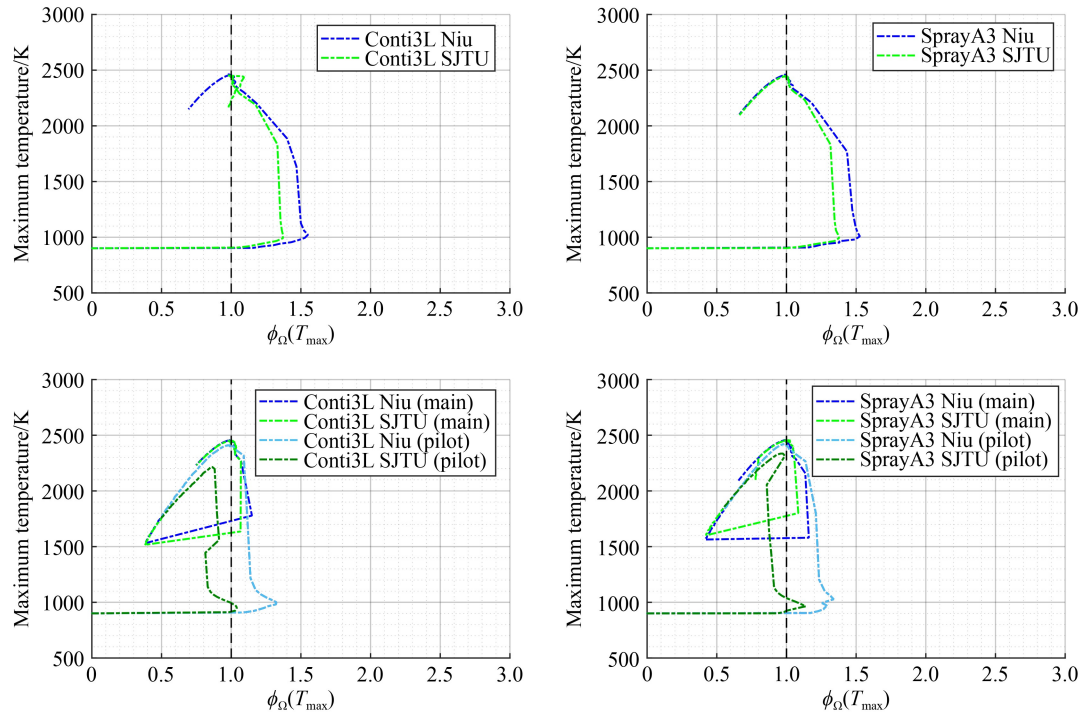 3000
2500
2000
1500
1000
500
Maximum temperature/K
0
0.5
1.0
1.5
2.0
2.5
3.0
ϕΩ(Tmax)
Conti3L Niu
Conti3L SJTU
3000
2500
2000
1500
1000
500
Maximum temperature/K
0
0.5
1.0
1.5
2.0
2.5
3.0
ϕΩ(Tmax)
SprayA3 Niu
SprayA3 SJTU
3000
2500
2000
1500
1000
500
Maximum temperature/K
0
0.5
1.0
1.5
2.0
2.5
3.0
ϕΩ(Tmax)
Conti3L Niu (main)
Conti3L SJTU (main)
Conti3L Niu (pilot)
Conti3L SJTU (pilot)
3000
2500
2000
1500
1000
500
Maximum temperature/K
0
0.5
1.0
1.5
2.0
2.5
3.0
ϕΩ(Tmax)
SprayA3 Niu (main)
SprayA3 SJTU (main)
SprayA3 Niu (pilot)
SprayA3 SJTU (pilot)